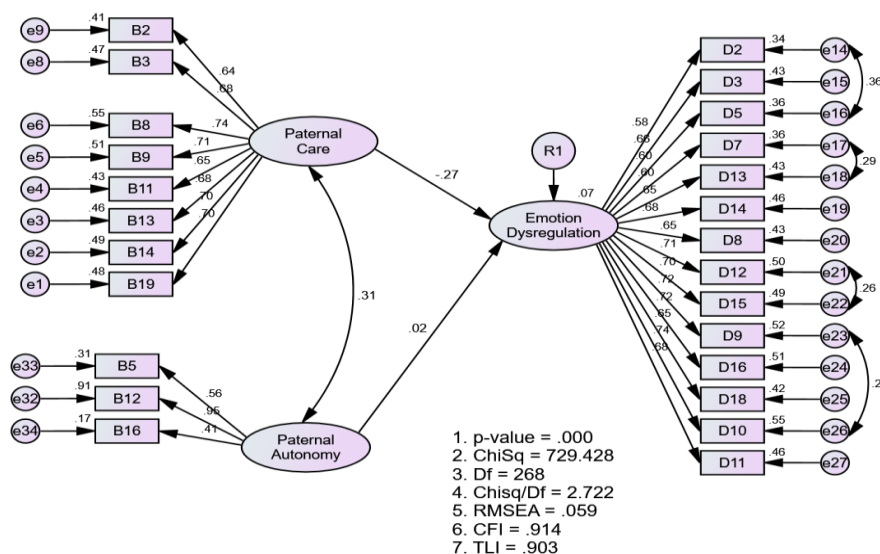 e9 .41 B2
e8 .47 B3
e6 .55 B8
e5 .51 B9
e4 .43 B11
e3 .46 B13
e2 .49 B14
e1 .48 B19
.64
.68
.74
.71
.65
.68
.70
.70
Paternal
Care
-.27
.31
.02
e33 .31 B5
e32 .91 B12
e34 .17 B16
.56
.95
.41
Paternal
Autonomy
R1
.07
Emotion
Dysregulation
.58
.66
.60
.60
.65
.68
.65
.71
.70
.72
.72
.65
.74
.68
D2 .34 e14
D3 .43 e15
D5 .36 e16
D7 .36 e17
D13 .43 e18
D14 .46 e19
D8 .43 e20
D12 .50 e21
D15 .49 e22
D9 .52 e23
D16 .51 e24
D18 .42 e25
D10 .55 e26
D11 .46 e27
.36
.29
.26
1. p-value = .000
2. ChiSq = 729.428
3. Df = 268
4. Chisq/Df = 2.722
5. RMSEA = .059
6. CFI = .914
7. TLI = .903